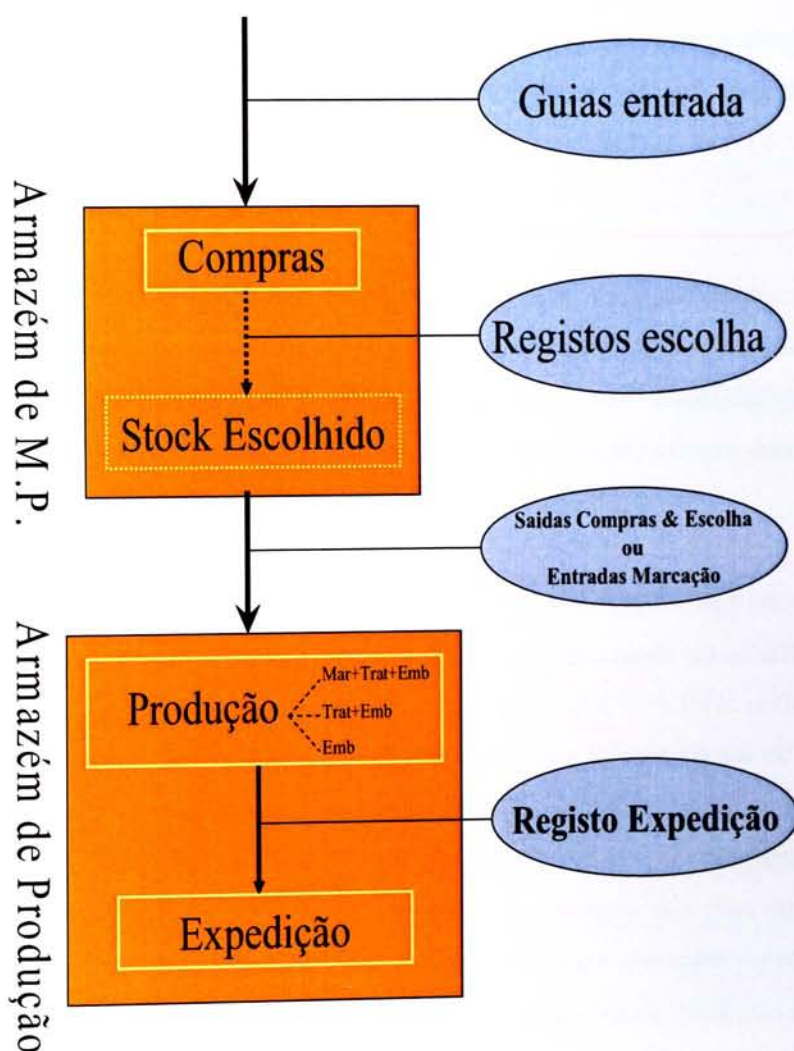 Guias entrada
Armazém de M.P.
Compras
Registos escolha
Stock Escolhido
Saidas Compras & Escolha
ou
Entradas Marcação
Armazém de Produção
Produção
Mar+Trat+Emb
Trat+Emb
Emb
Registo Expedição
Expedição